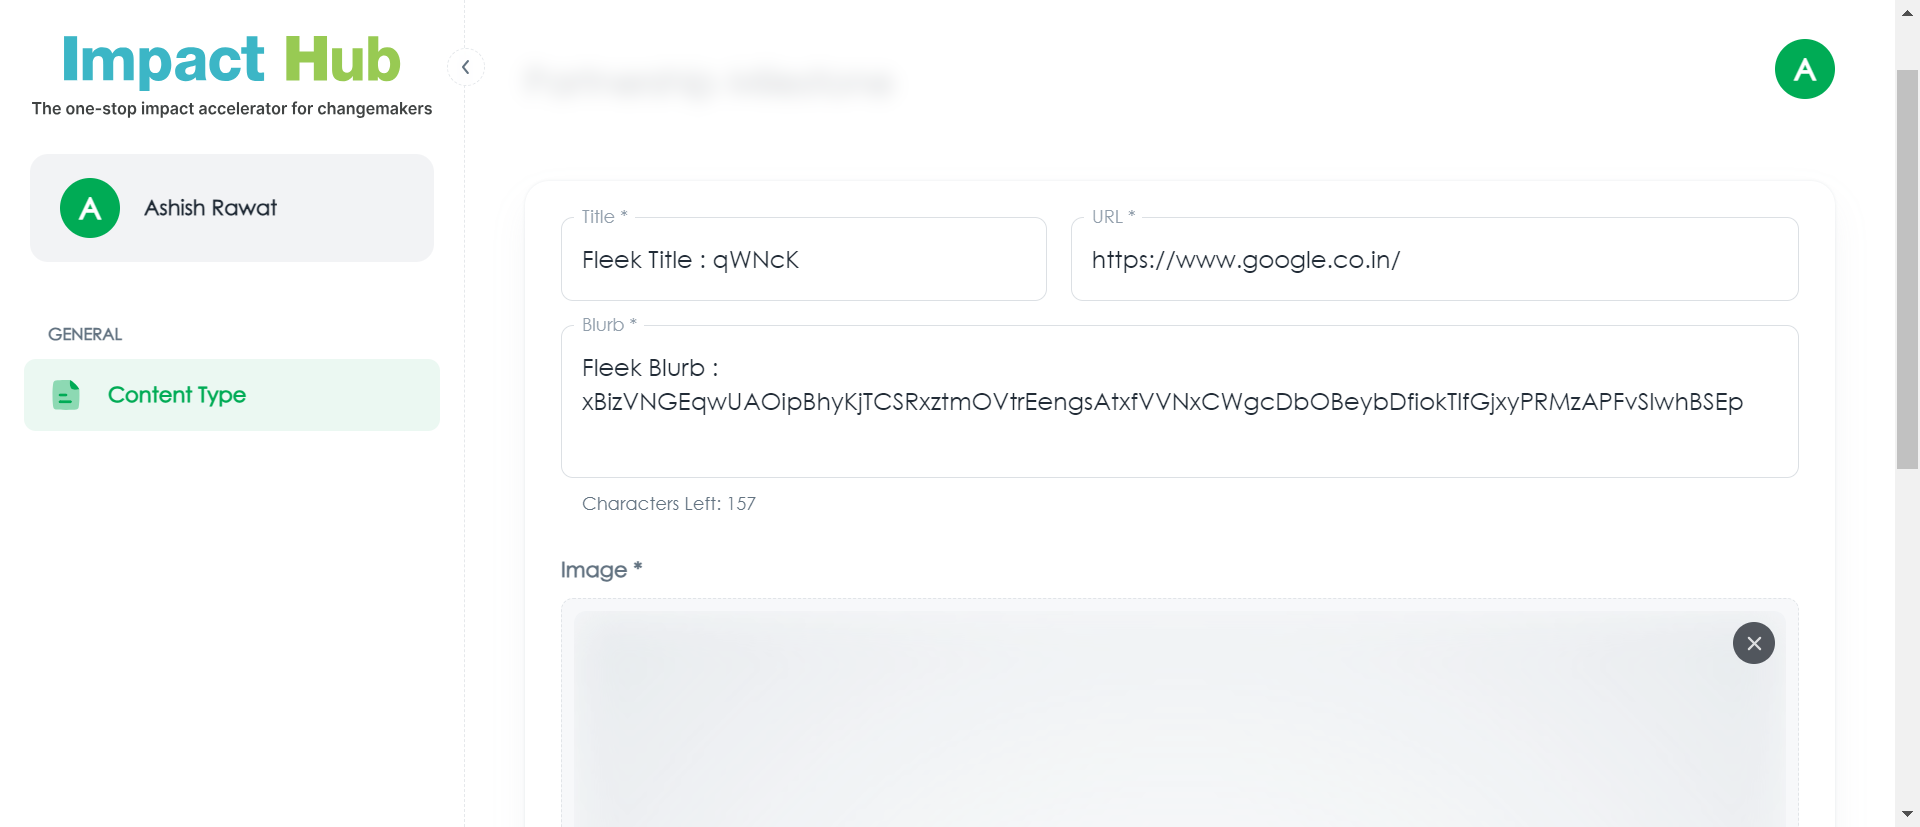 Impact Hub
The one-stop impact accelerator for changemakers
A
Ashish Rawat
GENERAL
Content Type
A
Title *
Fleek Title : qWNcK
URL *
https://www.google.co.in/
Blurb *
Fleek Blurb :
xBizVNGEqwUAOipBhyKjTCSRxztmOVtrEengsAtxfVVNxCWgcDbOBeybDfiokTlfGjxyPRMzAPFvSlwhBSEp
Characters Left: 157
Image *